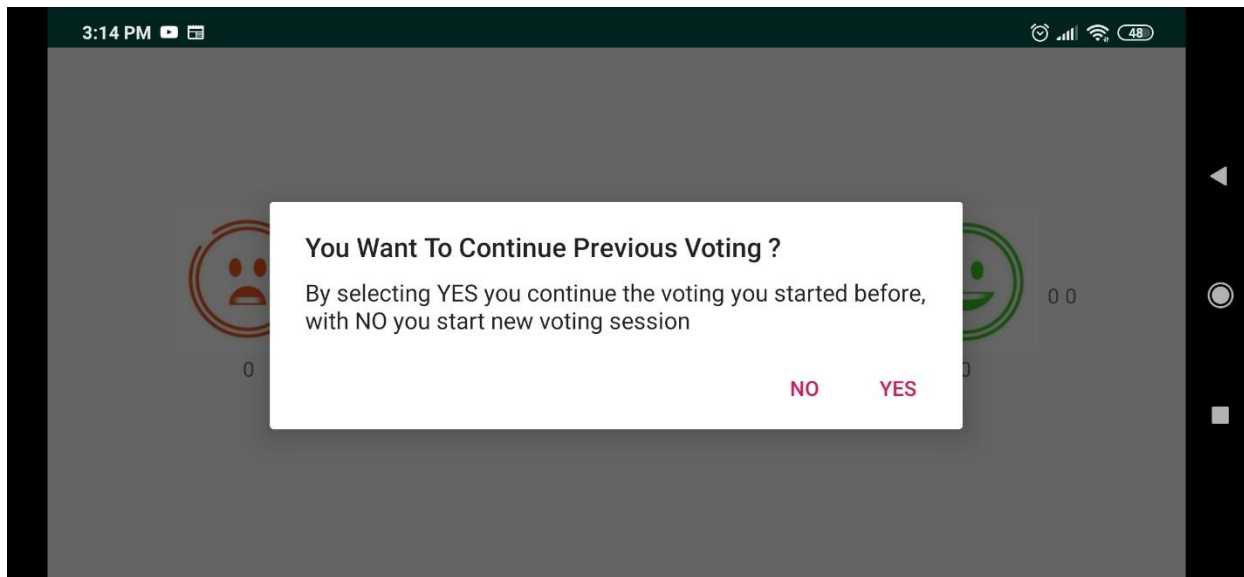 3:14 PM
48
You Want To Continue Previous Voting ?
By selecting YES you continue the voting you started before,
with NO you start new voting session
0 0
0
0
NO YES